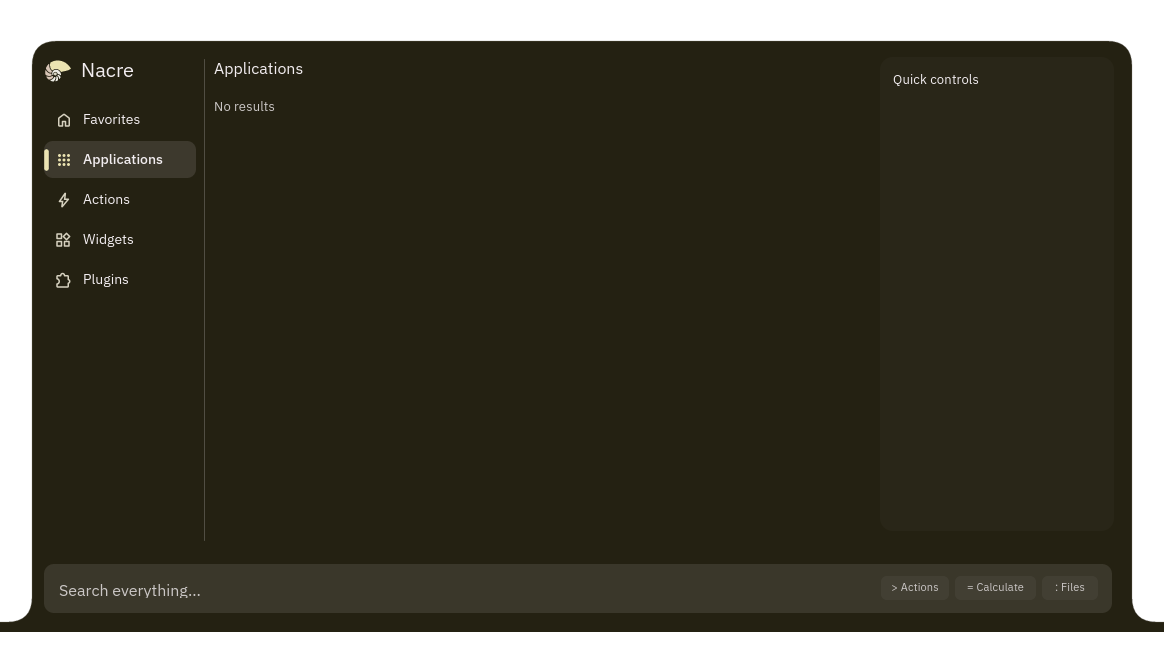 Nacre
Favorites
Applications
Actions
Widgets
Plugins
Applications
No results
Quick controls
Search everything...
> Actions
= Calculate
: Files